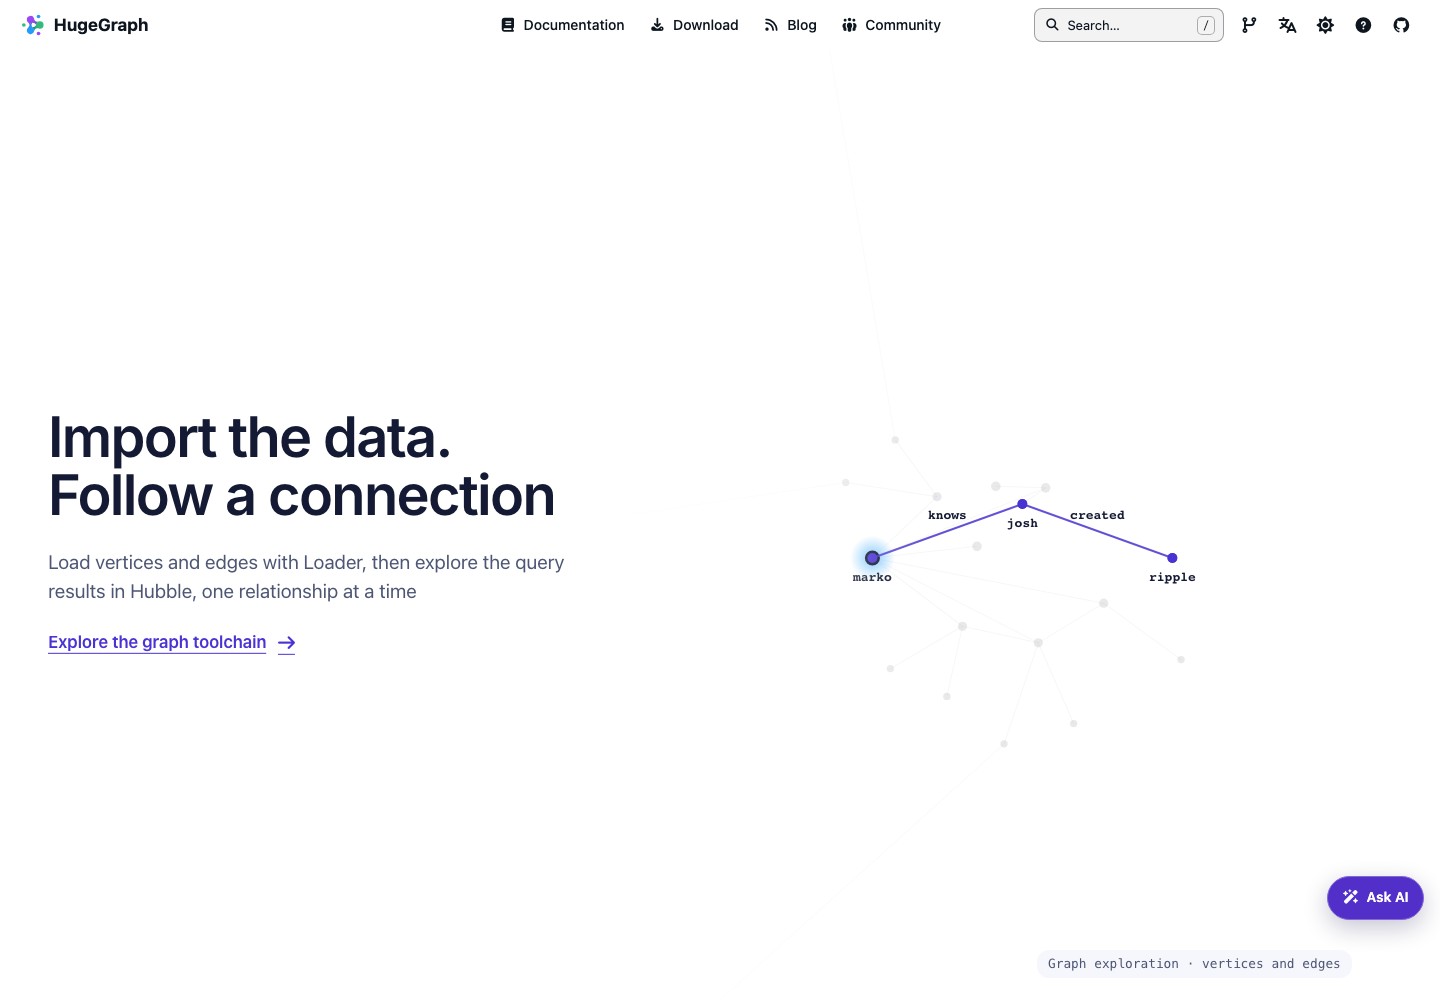 HugeGraph
Documentation
Download
Blog
Community
Search…
/
Import the data.
Follow a connection
Load vertices and edges with Loader, then explore the query
results in Hubble, one relationship at a time
Explore the graph toolchain
knows
josh
created
marko
ripple
Ask AI
Graph exploration · vertices and edges